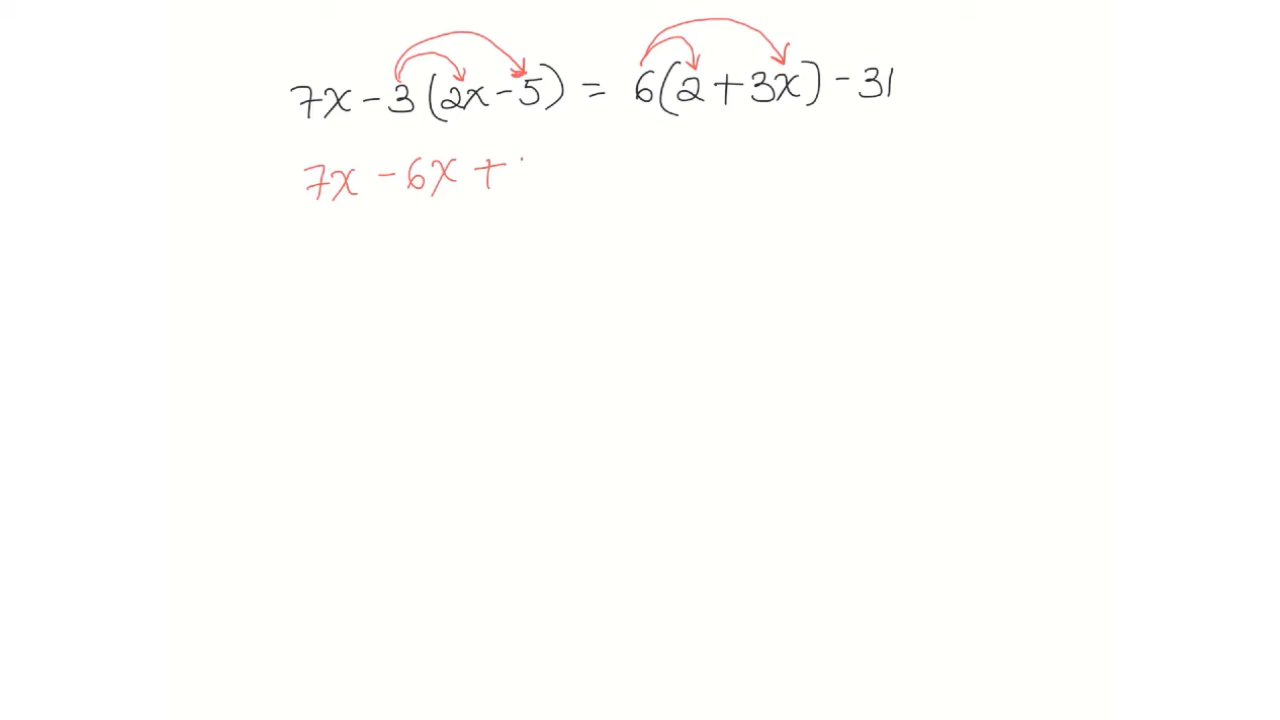 7x - 3(2x - 5) = 6(2 + 3x) - 31
7x - 6x +